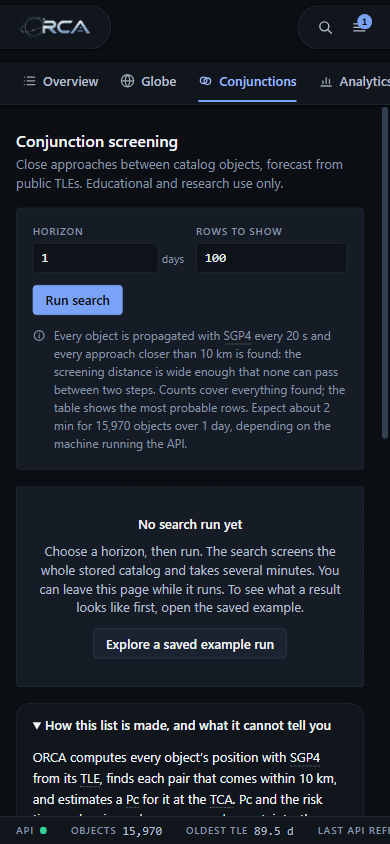 ORCA
1
Overview
Globe
Conjunctions
Analytics
Conjunction screening
Close approaches between catalog objects, forecast from
public TLEs. Educational and research use only.
HORIZON
ROWS TO SHOW
1
days
100
Run search
Every object is propagated with SGP4 every 20 s and
every approach closer than 10 km is found: the
screening distance is wide enough that none can pass
between two steps. Counts cover everything found; the
table shows the most probable rows. Expect about 2
min for 15,970 objects over 1 day, depending on the
machine running the API.
No search run yet
Choose a horizon, then run. The search screens the
whole stored catalog and takes several minutes. You
can leave this page while it runs. To see what a result
looks like first, open the saved example.
Explore a saved example run
▼ How this list is made, and what it cannot tell you
ORCA computes every object's position with SGP4
from its TLE, finds each pair that comes within 10 km,
and estimates a Pc for it at the TCA. Pc and the risk
API
OBJECTS 15,970
OLDEST TLE 89.5 d
LAST API REF